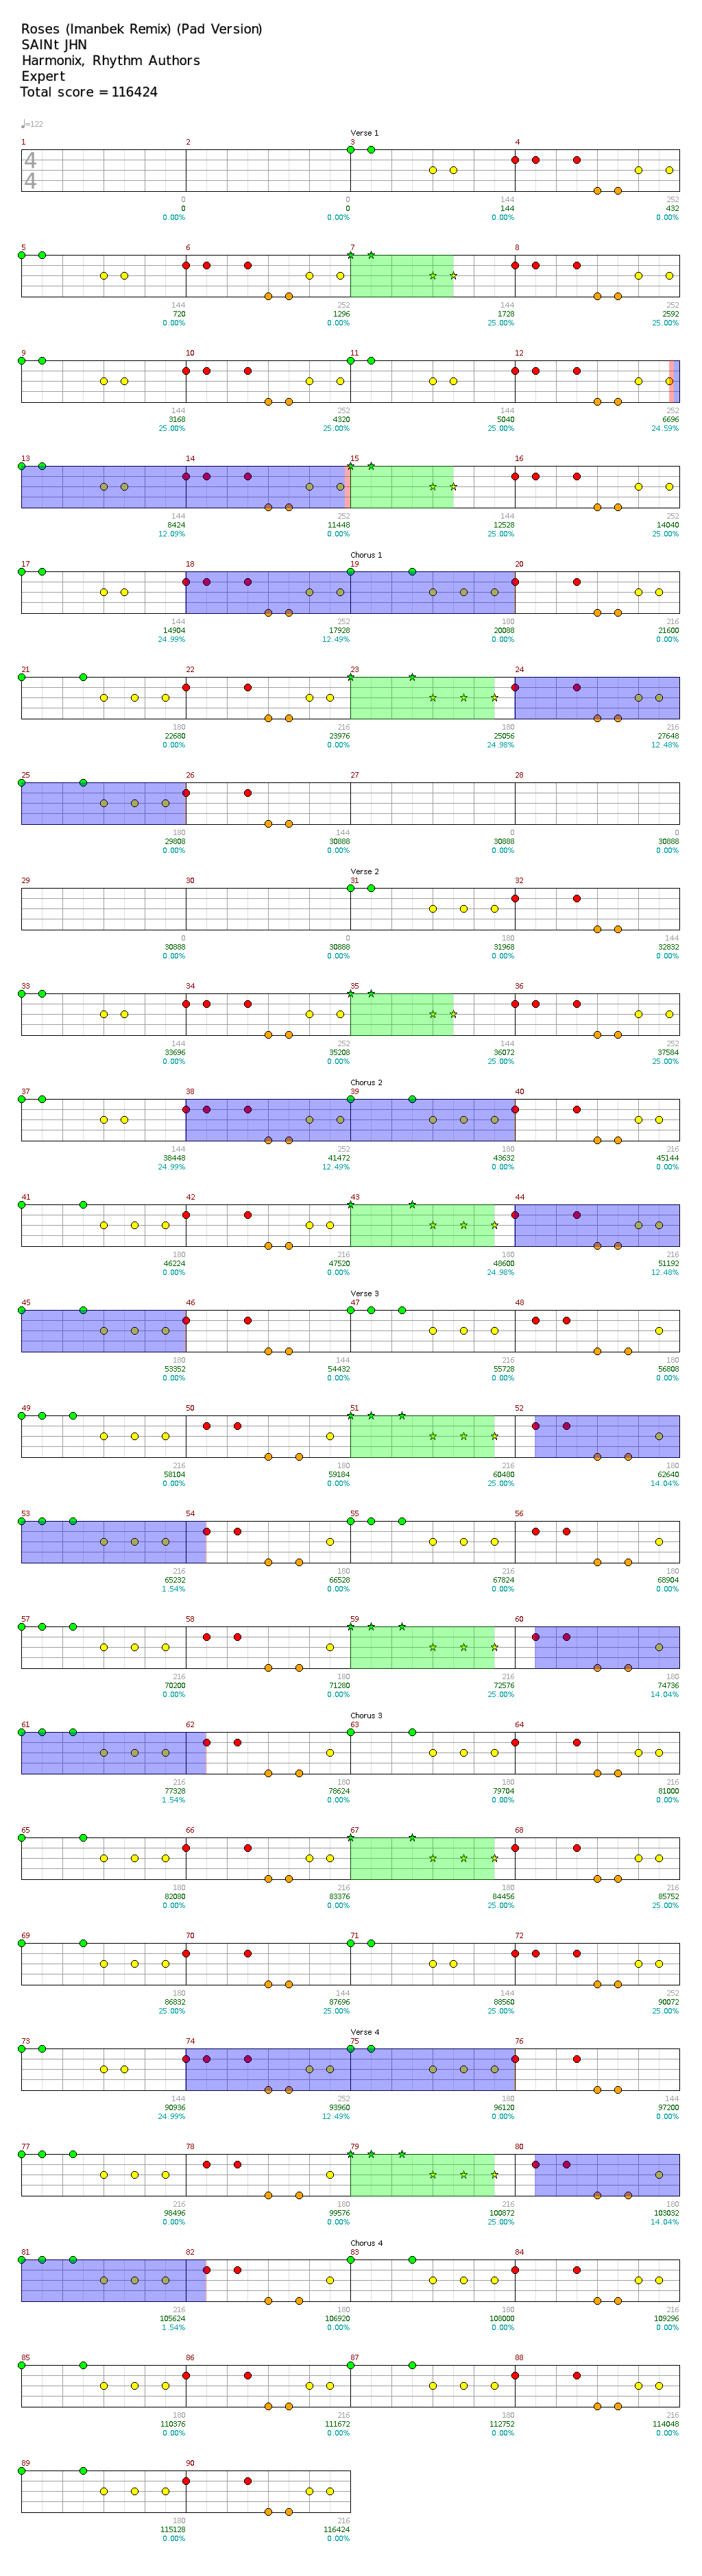 Roses (Imanbek Remix) (Pad Version)
SAINt JHN
Harmonix, Rhythm Authors
Expert
Total score = 116424
♩=122
Verse 1
1 2 3 4
4
4
0 0 144 252
0 0 144 432
0.00% 0.00% 0.00% 0.00%
5 6 7 8
144 252 144 252
720 1296 1728 2592
0.00% 0.00% 25.00% 25.00%
9 10 11 12
144 252 144 252
3168 4320 5040 6696
25.00% 25.00% 25.00% 24.59%
13 14 15 16
144 252 144 252
8424 11448 12528 14040
12.09% 0.00% 25.00% 25.00%
Chorus 1
17 18 19 20
144 252 180 216
14904 17928 20088 21600
24.99% 12.49% 0.00% 0.00%
21 22 23 24
180 216 180 216
22680 23976 25056 27648
0.00% 0.00% 24.98% 12.48%
25 26 27 28
180 144 0 0
29808 30888 30888 30888
0.00% 0.00% 0.00% 0.00%
Verse 2
29 30 31 32
0 0 180 144
30888 30888 31968 32832
0.00% 0.00% 0.00% 0.00%
33 34 35 36
144 252 144 252
33696 35208 36072 37584
0.00% 0.00% 25.00% 25.00%
Chorus 2
37 38 39 40
144 252 180 216
38448 41472 43632 45144
24.99% 12.49% 0.00% 0.00%
41 42 43 44
180 216 180 216
46224 47520 48600 51192
0.00% 0.00% 24.98% 12.48%
Verse 3
45 46 47 48
180 144 216 180
53352 54432 55728 56808
0.00% 0.00% 0.00% 0.00%
49 50 51 52
216 180 216 180
58104 59184 60480 62640
0.00% 0.00% 25.00% 14.04%
53 54 55 56
216 180 216 180
65232 66528 67824 68904
1.54% 0.00% 0.00% 0.00%
57 58 59 60
216 180 216 180
70200 71280 72576 74736
0.00% 0.00% 25.00% 14.04%
Chorus 3
61 62 63 64
216 180 180 216
77328 78624 79704 81000
1.54% 0.00% 0.00% 0.00%
65 66 67 68
180 216 180 216
82080 83376 84456 85752
0.00% 0.00% 25.00% 25.00%
69 70 71 72
180 144 144 252
86832 87696 88560 90072
25.00% 25.00% 25.00% 25.00%
Verse 4
73 74 75 76
144 252 180 144
90936 93960 96120 97200
24.99% 12.49% 0.00% 0.00%
77 78 79 80
216 180 216 180
98496 99576 100872 103032
0.00% 0.00% 25.00% 14.04%
Chorus 4
81 82 83 84
216 180 180 216
105624 106920 108000 109296
1.54% 0.00% 0.00% 0.00%
85 86 87 88
180 216 180 216
110376 111672 112752 114048
0.00% 0.00% 0.00% 0.00%
89 90
180 216
115128 116424
0.00% 0.00%